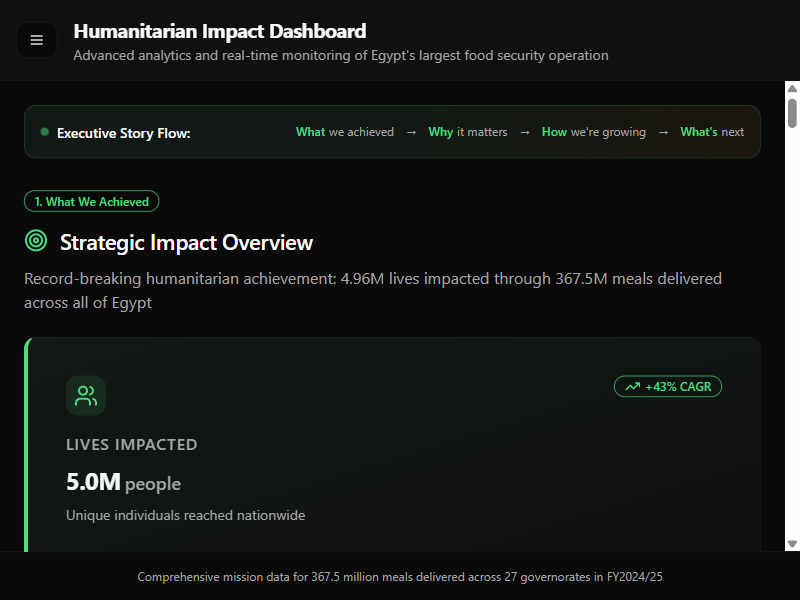 Humanitarian Impact Dashboard
Advanced analytics and real-time monitoring of Egypt's largest food security operation
Executive Story Flow:
What we achieved → Why it matters → How we're growing → What's next
1. What We Achieved
Strategic Impact Overview
Record-breaking humanitarian achievement: 4.96M lives impacted through 367.5M meals delivered
across all of Egypt
+43% CAGR
LIVES IMPACTED
5.0M people
Unique individuals reached nationwide
Comprehensive mission data for 367.5 million meals delivered across 27 governorates in FY2024/25